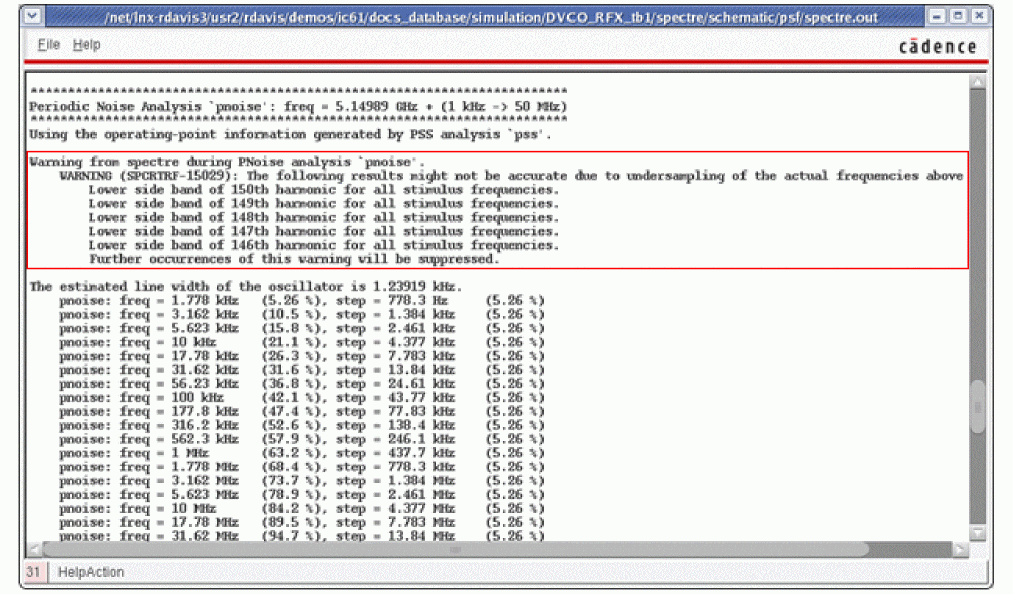 /net/lnx-rdavis3/usr2/rdavis/demos/ic61/docs_database/simulation/DVCO_RFX_tb1/spectre/schematic/psf/spectre.out
File Help
cādence
Periodic Noise Analysis `pnoise': freq = 5.14989 GHz + (1 kHz -> 50 MHz)
Using the operating-point information generated by PSS analysis `pss'.
Warning from spectre during PNoise analysis `pnoise'.
WARNING (SPCRTRF-15029): The following results might not be accurate due to undersampling of the actual frequencies above
Lower side band of 150th harmonic for all stimulus frequencies.
Lower side band of 149th harmonic for all stimulus frequencies.
Lower side band of 148th harmonic for all stimulus frequencies.
Lower side band of 147th harmonic for all stimulus frequencies.
Lower side band of 146th harmonic for all stimulus frequencies.
Further occurrences of this warning will be suppressed.
The estimated line width of the oscillator is 1.23919 kHz.
pnoise: freq = 1.778 kHz (5.26 %), step = 778.3 Hz (5.26 %)
pnoise: freq = 3.162 kHz (10.5 %), step = 1.384 kHz (5.26 %)
pnoise: freq = 5.623 kHz (15.8 %), step = 2.461 kHz (5.26 %)
pnoise: freq = 10 kHz (21.1 %), step = 4.377 kHz (5.26 %)
pnoise: freq = 17.78 kHz (26.3 %), step = 7.783 kHz (5.26 %)
pnoise: freq = 31.62 kHz (31.6 %), step = 13.84 kHz (5.26 %)
pnoise: freq = 56.23 kHz (36.8 %), step = 24.61 kHz (5.26 %)
pnoise: freq = 100 kHz (42.1 %), step = 43.77 kHz (5.26 %)
pnoise: freq = 177.8 kHz (47.4 %), step = 77.83 kHz (5.26 %)
pnoise: freq = 316.2 kHz (52.6 %), step = 138.4 kHz (5.26 %)
pnoise: freq = 562.3 kHz (57.9 %), step = 246.1 kHz (5.26 %)
pnoise: freq = 1 MHz (63.2 %), step = 437.7 kHz (5.26 %)
pnoise: freq = 1.778 MHz (68.4 %), step = 778.3 kHz (5.26 %)
pnoise: freq = 3.162 MHz (73.7 %), step = 1.384 MHz (5.26 %)
pnoise: freq = 5.623 MHz (78.9 %), step = 2.461 MHz (5.26 %)
pnoise: freq = 10 MHz (84.2 %), step = 4.377 MHz (5.26 %)
pnoise: freq = 17.78 MHz (89.5 %), step = 7.783 MHz (5.26 %)
pnoise: freq = 31.62 MHz (94.7 %), step = 13.84 MHz (5.26 %)
31 HelpAction